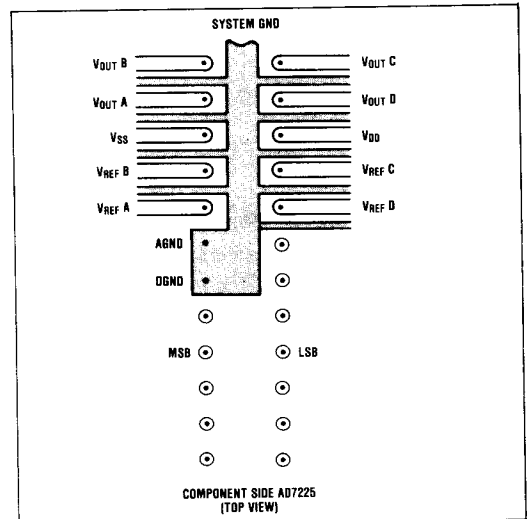 SYSTEM GND
VOUT B
VOUT C
VOUT A
VOUT D
VSS
VDD
VREF B
VREF C
VREF A
VREF D
AGND
DGND
MSB
LSB
COMPONENT SIDE AD7225
(TOP VIEW)